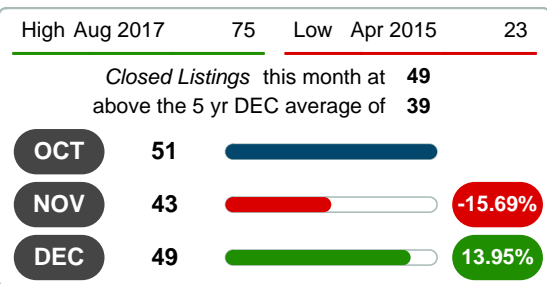 High Aug 2017 75 Low Apr 2015 23
Closed Listings this month at 49
above the 5 yr DEC average of 39
OCT 51
NOV 43 -15.69%
DEC 49 13.95%